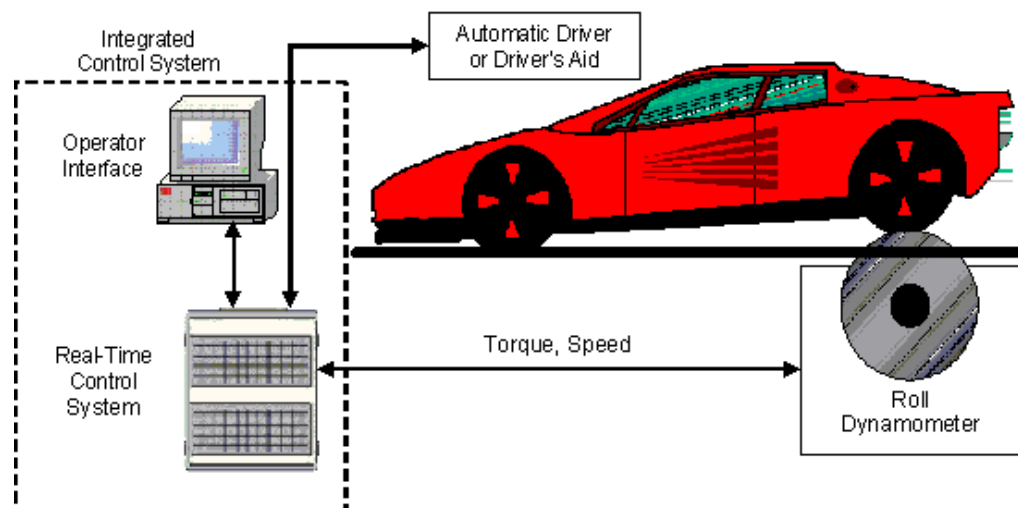 Integrated
Control System
Automatic Driver
or Driver's Aid
Operator
Interface
Real-Time
Control
System
Torque, Speed
Roll
Dynamometer